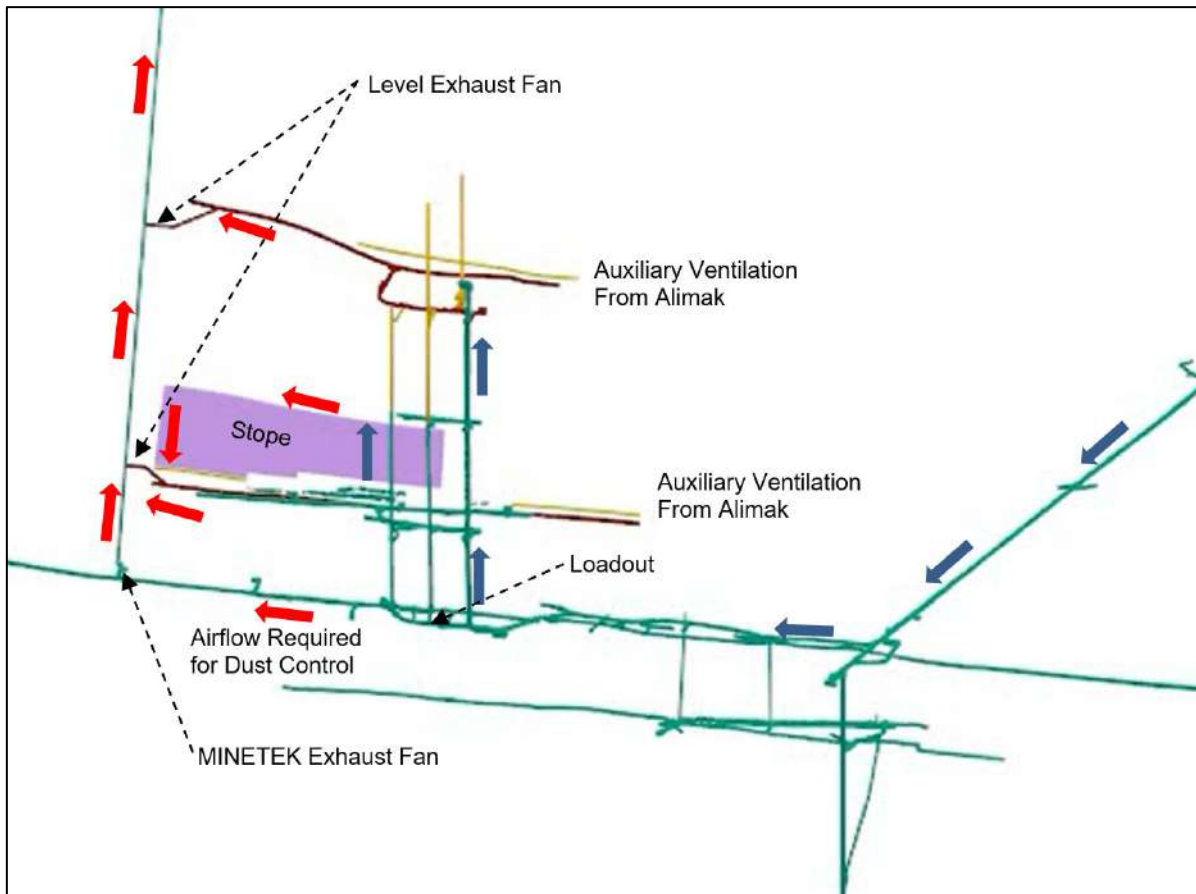 Level Exhaust Fan
Auxiliary Ventilation
From Alimak
Stope
Auxiliary Ventilation
From Alimak
Loadout
Airflow Required
for Dust Control
MINETEK Exhaust Fan